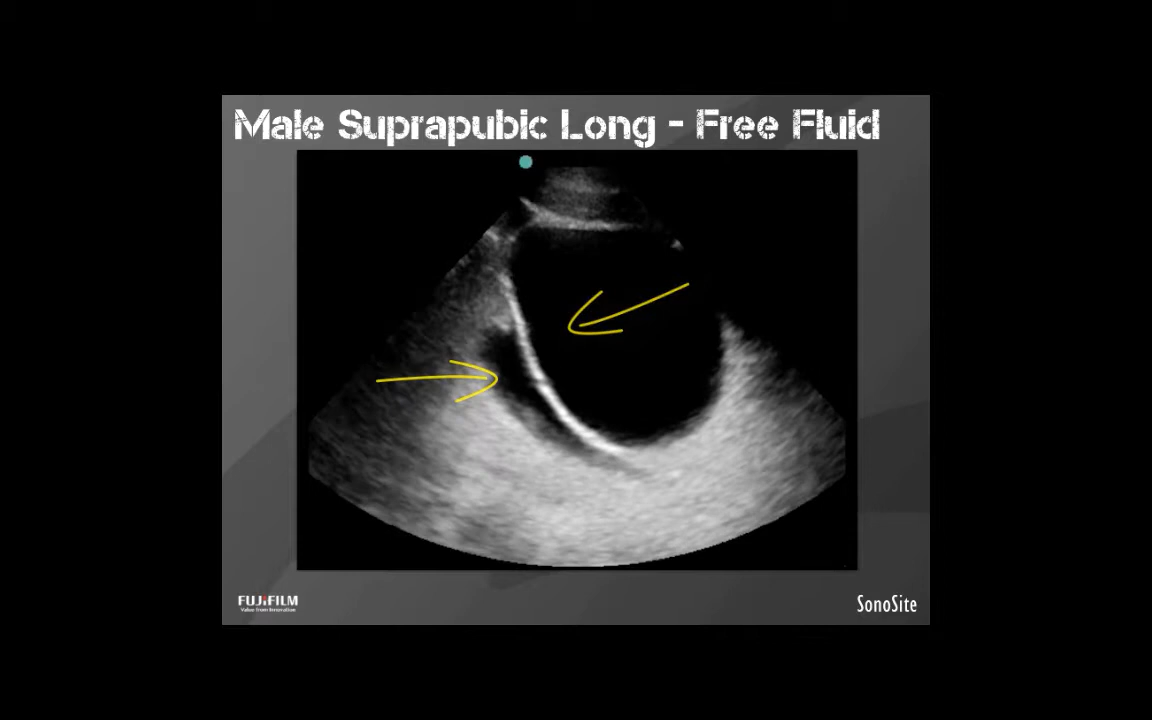 Male Suprapubic Long - Free Fluid
FUJIFILM
Value from Innovation
SonoSite